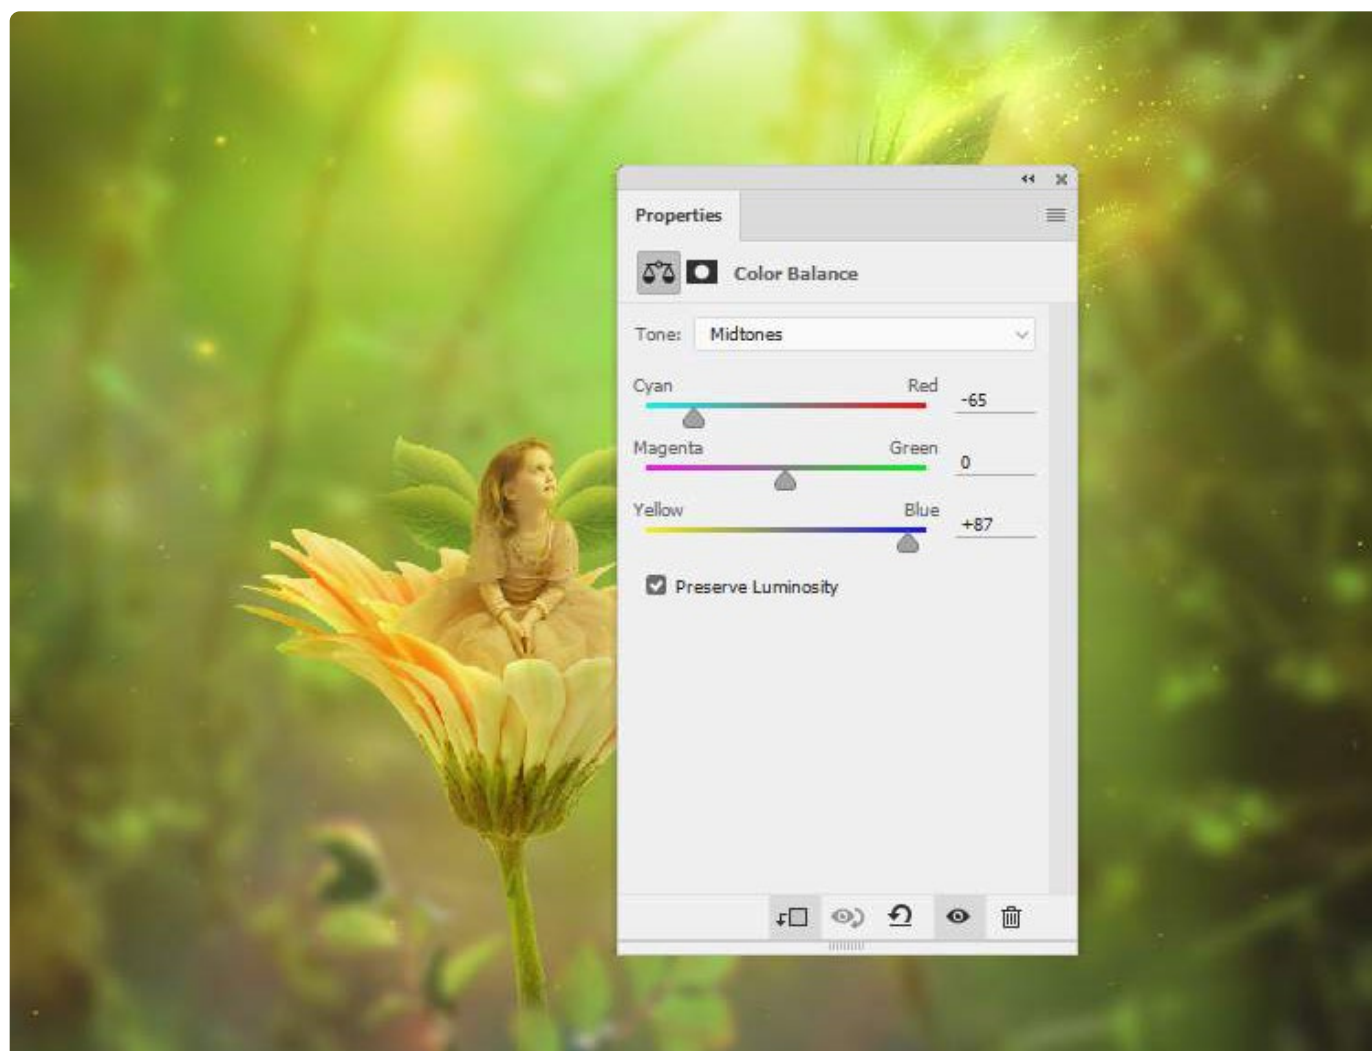 Properties
Color Balance
Tone: Midtones
Cyan Red -65
Magenta Green 0
Yellow Blue +87
Preserve Luminosity